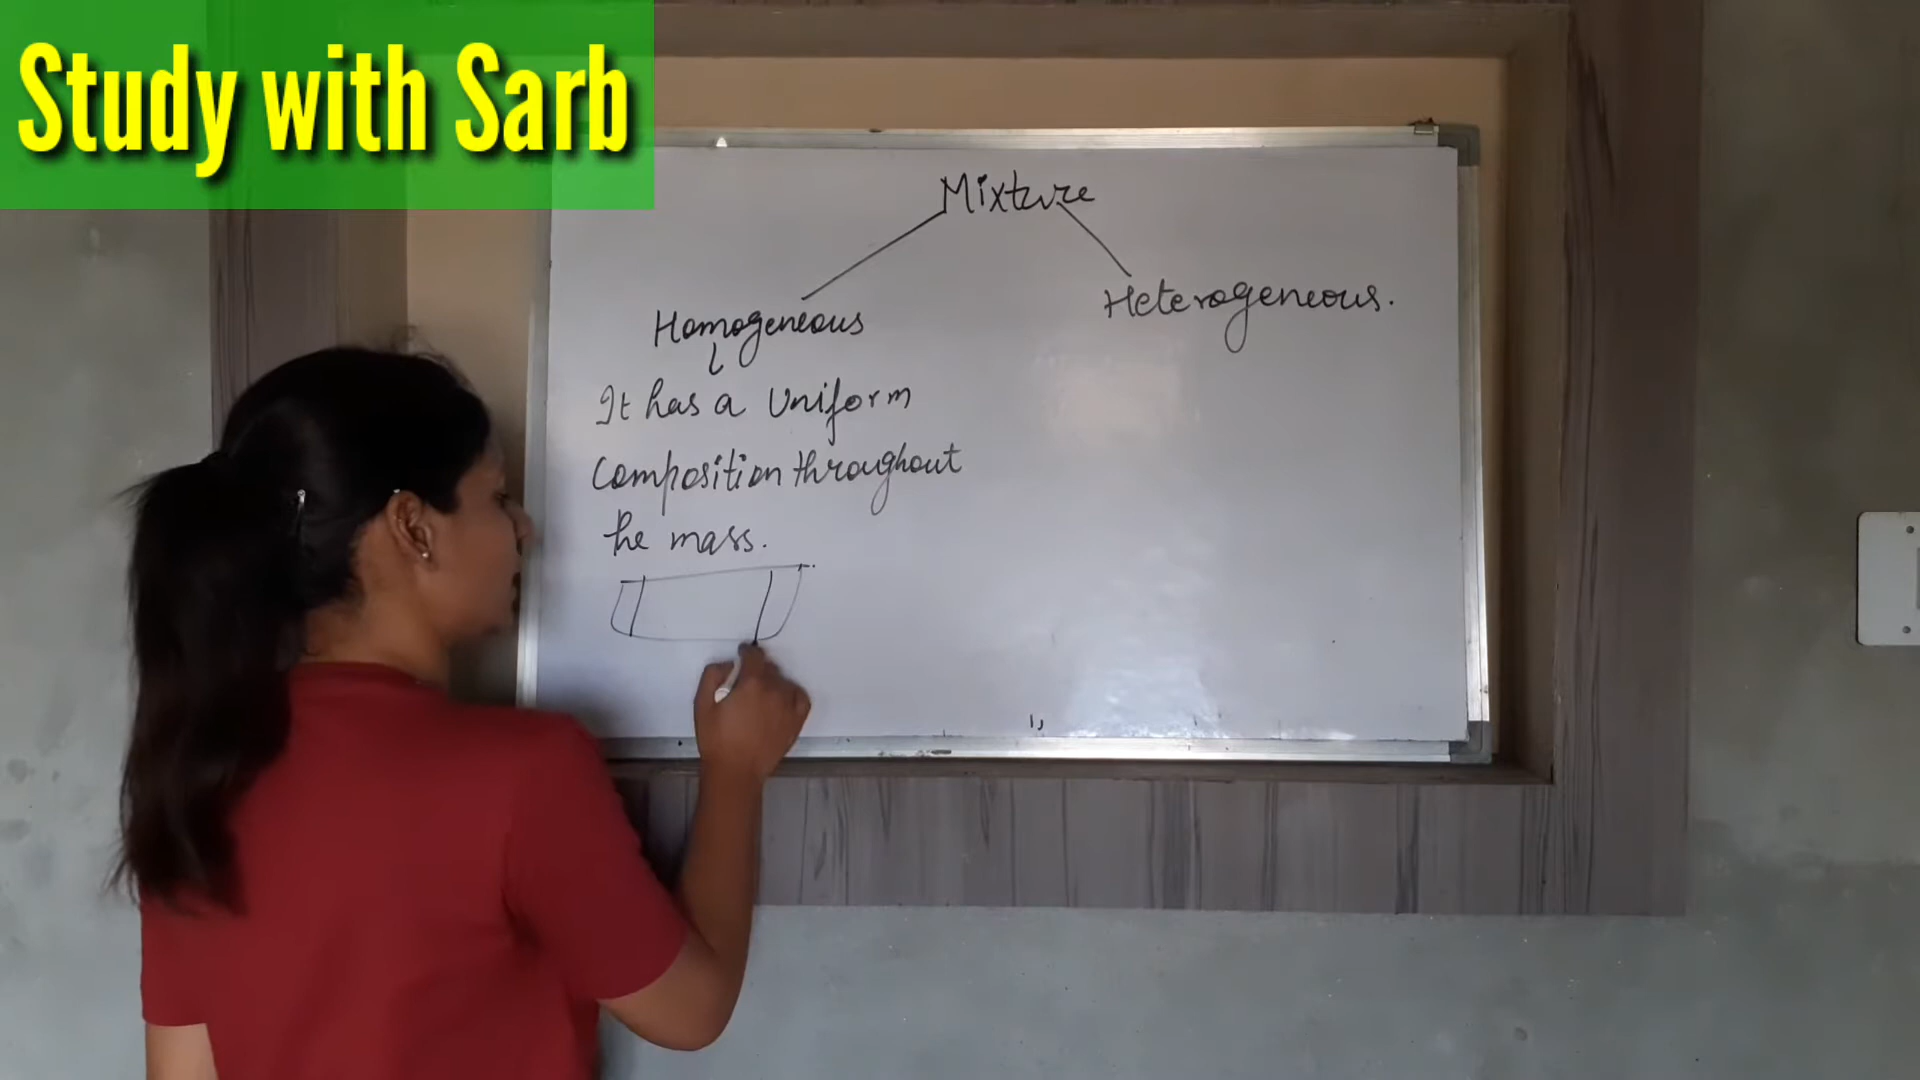 Study with Sarb
Mixture
Homogeneous
Heterogeneous.
It has a Uniform
Composition throughout
the mass.